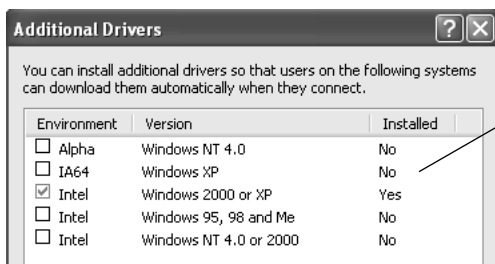 Additional Drivers
You can install additional drivers so that users on the following systems
can download them automatically when they connect.
Environment Version Installed
Alpha Windows NT 4.0 No
IA64 Windows XP No
Intel Windows 2000 or XP Yes
Intel Windows 95, 98 and Me No
Intel Windows NT 4.0 or 2000 No